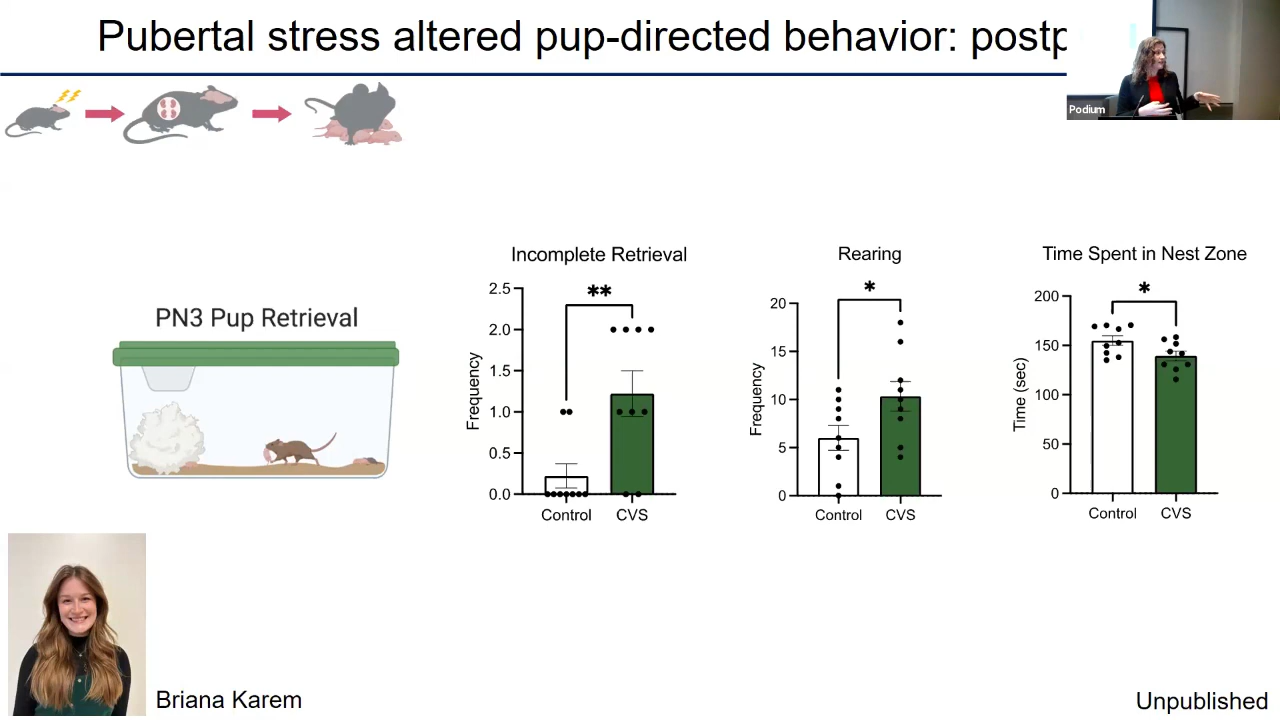 Pubertal stress altered pup-directed behavior:
Podium
PN3 Pup Retrieval
Incomplete Retrieval
**
2.5
2.0
1.5
1.0
0.5
0.0
Frequency
Control CVS
Rearing
*
20
15
10
5
0
Frequency
Control CVS
Time Spent in Nest Zone
*
200
150
100
50
0
Time (sec)
Control CVS
Briana Karem
Unpublished